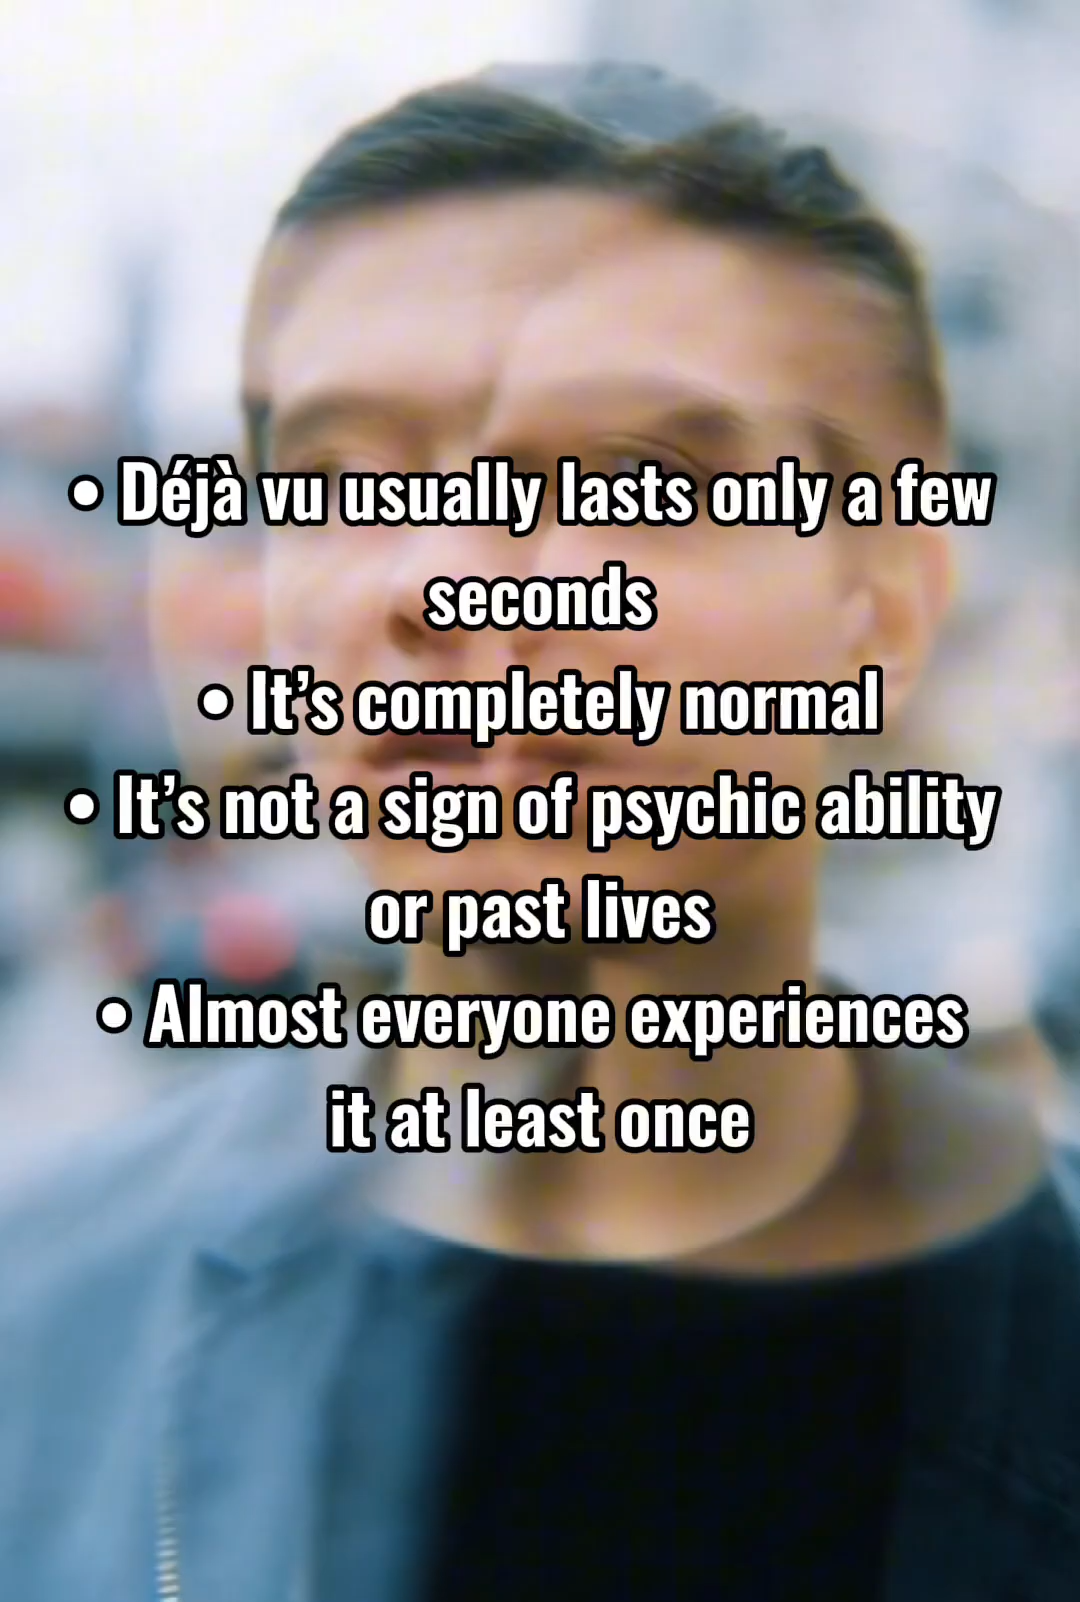 • Déjà vu usually lasts only a few
seconds
• It’s completely normal
• It’s not a sign of psychic ability
or past lives
• Almost everyone experiences
it at least once